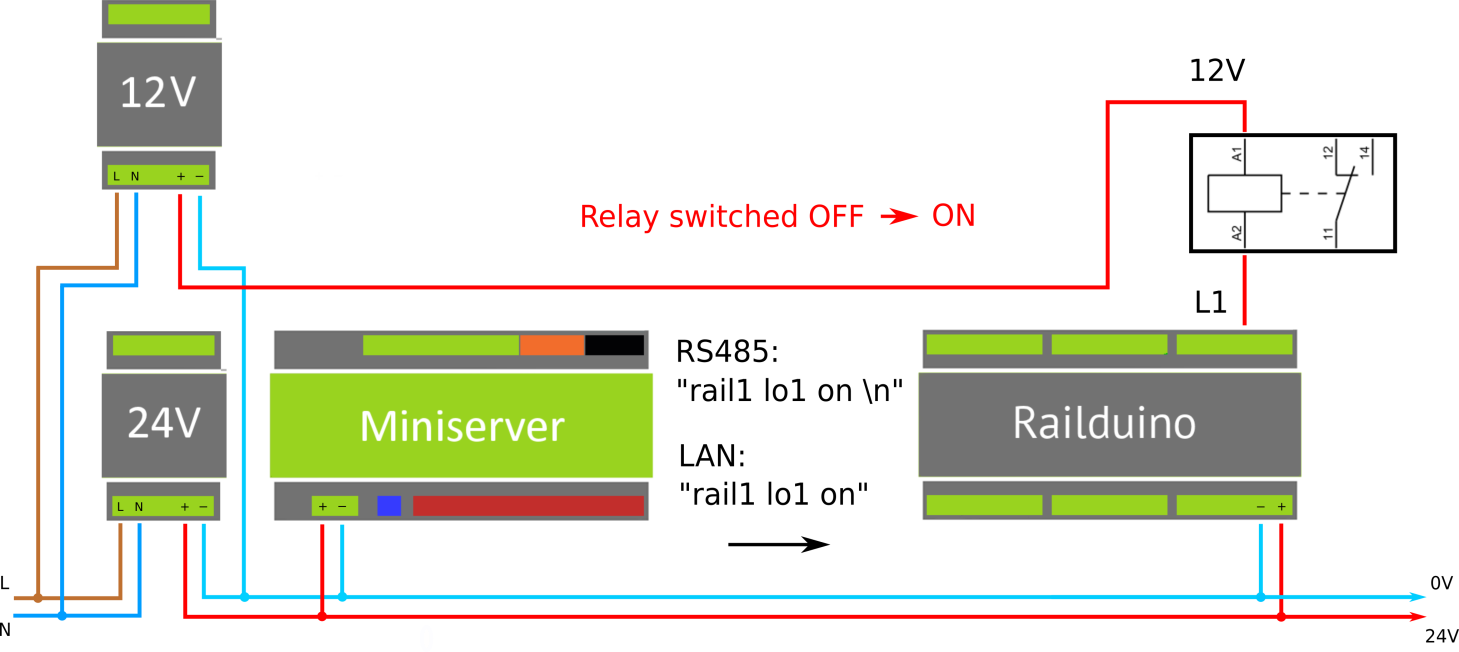 12V
L N + −
12V
A1
12
14
A2
11
Relay switched OFF ON
L1
24V
L N + −
Miniserver
+ −
RS485:
"rail1 lo1 on \n"
LAN:
"rail1 lo1 on"
Railduino
− +
L
N
0V
24V